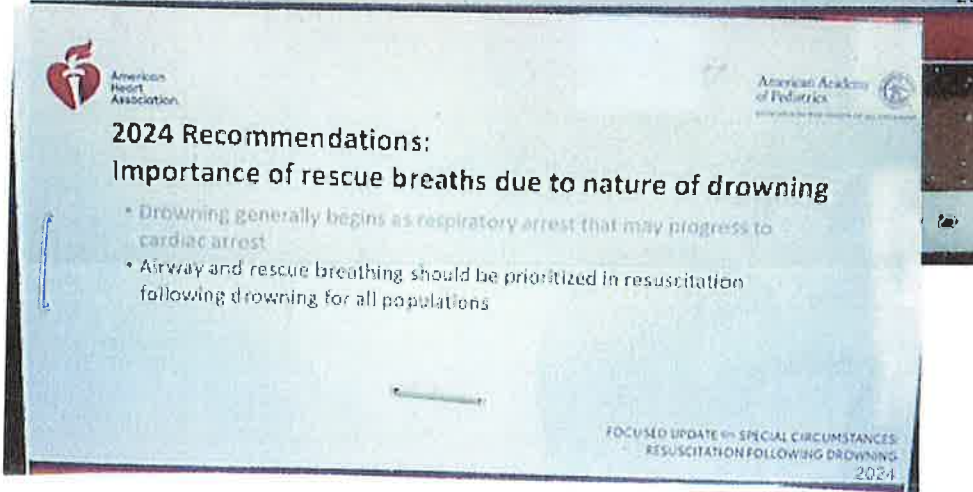 American
Heart
Association.
American Academy
of Pediatrics
2024 Recommendations:
Importance of rescue breaths due to nature of drowning
• Drowning generally begins as respiratory arrest that may progress to
cardiac arrest
• Airway and rescue breathing should be prioritized in resuscitation
following drowning for all populations
FOCUSED UPDATE on SPECIAL CIRCUMSTANCES:
RESUSCITATION FOLLOWING DROWNING
2024